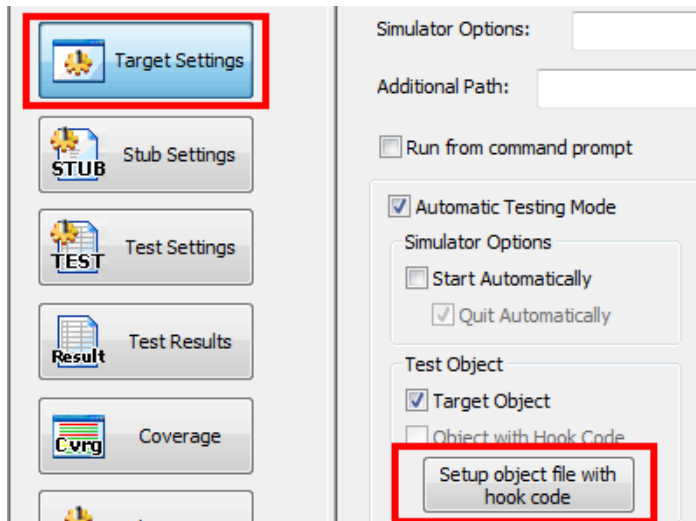 Target Settings
STUB
Stub Settings
TEST
Test Settings
Result
Test Results
Cvrg
Coverage
Simulator Options:
Additional Path:
Run from command prompt
Automatic Testing Mode
Simulator Options
Start Automatically
Quit Automatically
Test Object
Target Object
Object with Hook Code
Setup object file with
hook code